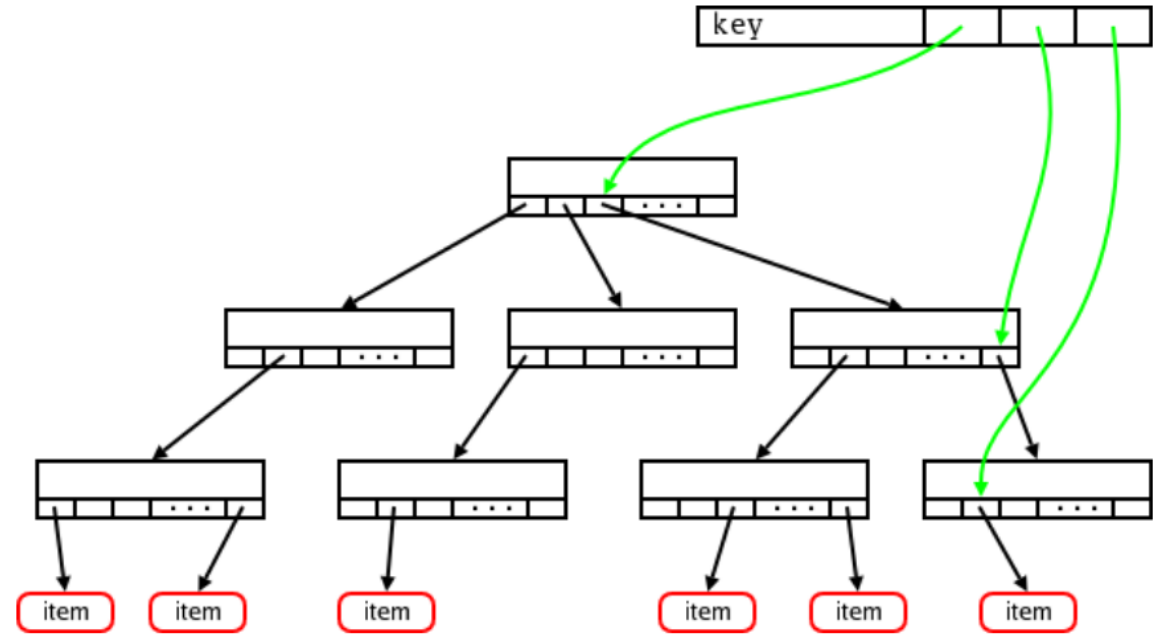 key
. . .
. . .
. . .
. . .
. . .
. . .
. . .
. . .
item
item
item
item
item
item